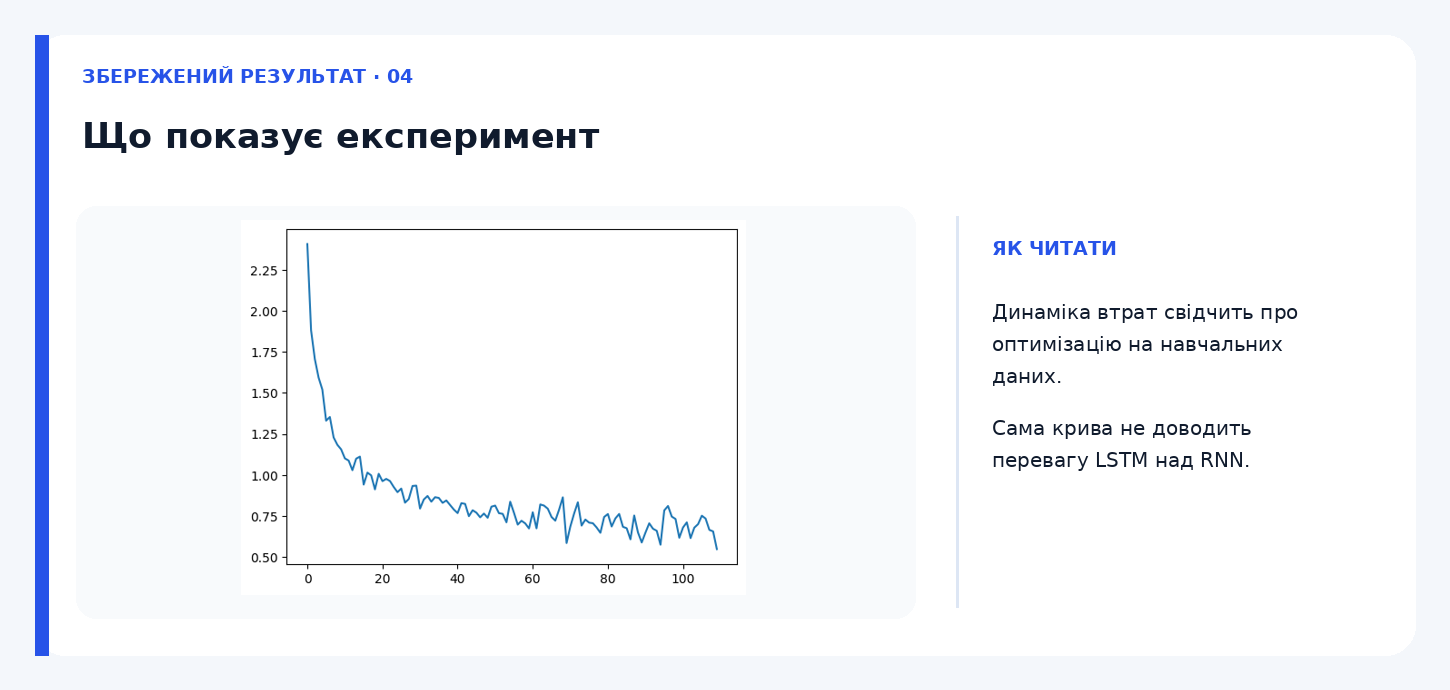 ЗБЕРЕЖЕНИЙ РЕЗУЛЬТАТ · 04
Що показує експеримент
2.25
2.00
1.75
1.50
1.25
1.00
0.75
0.50
0 20 40 60 80 100
ЯК ЧИТАТИ
Динаміка втрат свідчить про
оптимізацію на навчальних
даних.
Сама крива не доводить
перевагу LSTM над RNN.